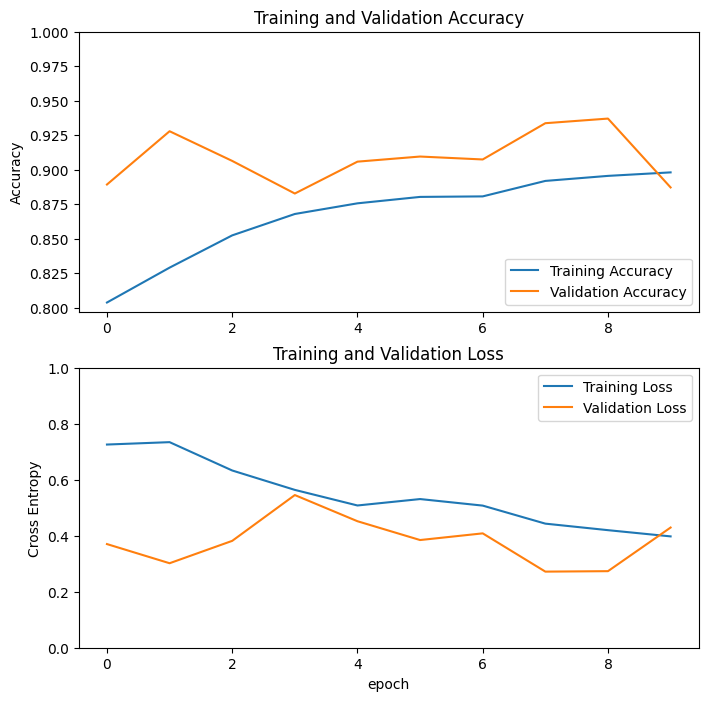 Training and Validation Accuracy
1.000
0.975
0.950
0.925
0.900
0.875
0.850
0.825
0.800
Accuracy
Training Accuracy
Validation Accuracy
0 2 4 6 8
Training and Validation Loss
1.0
0.8
0.6
0.4
0.2
0.0
Cross Entropy
Training Loss
Validation Loss
0 2 4 6 8
epoch